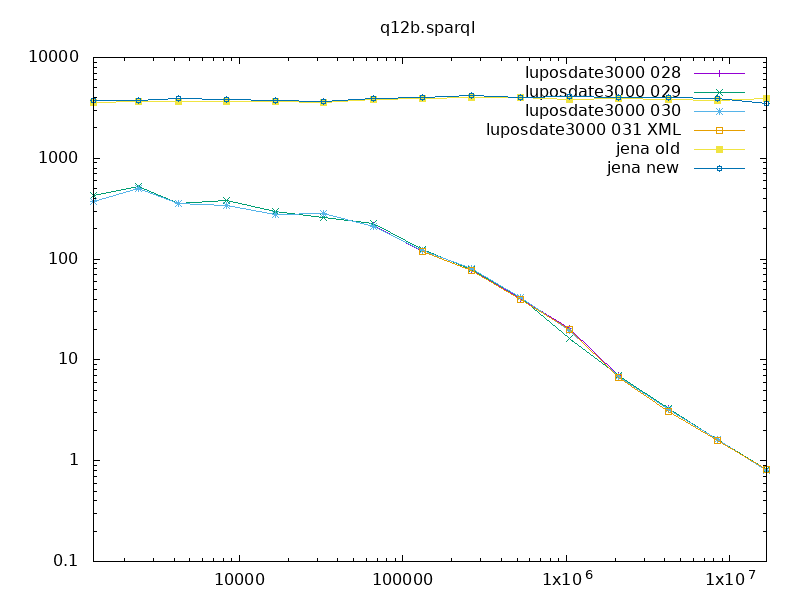 q12b.sparql
10000
1000
100
10
1
0.1
10000
100000
1x10⁶
1x10⁷
luposdate3000 028
luposdate3000 029
luposdate3000 030
luposdate3000 031 XML
jena old
jena new